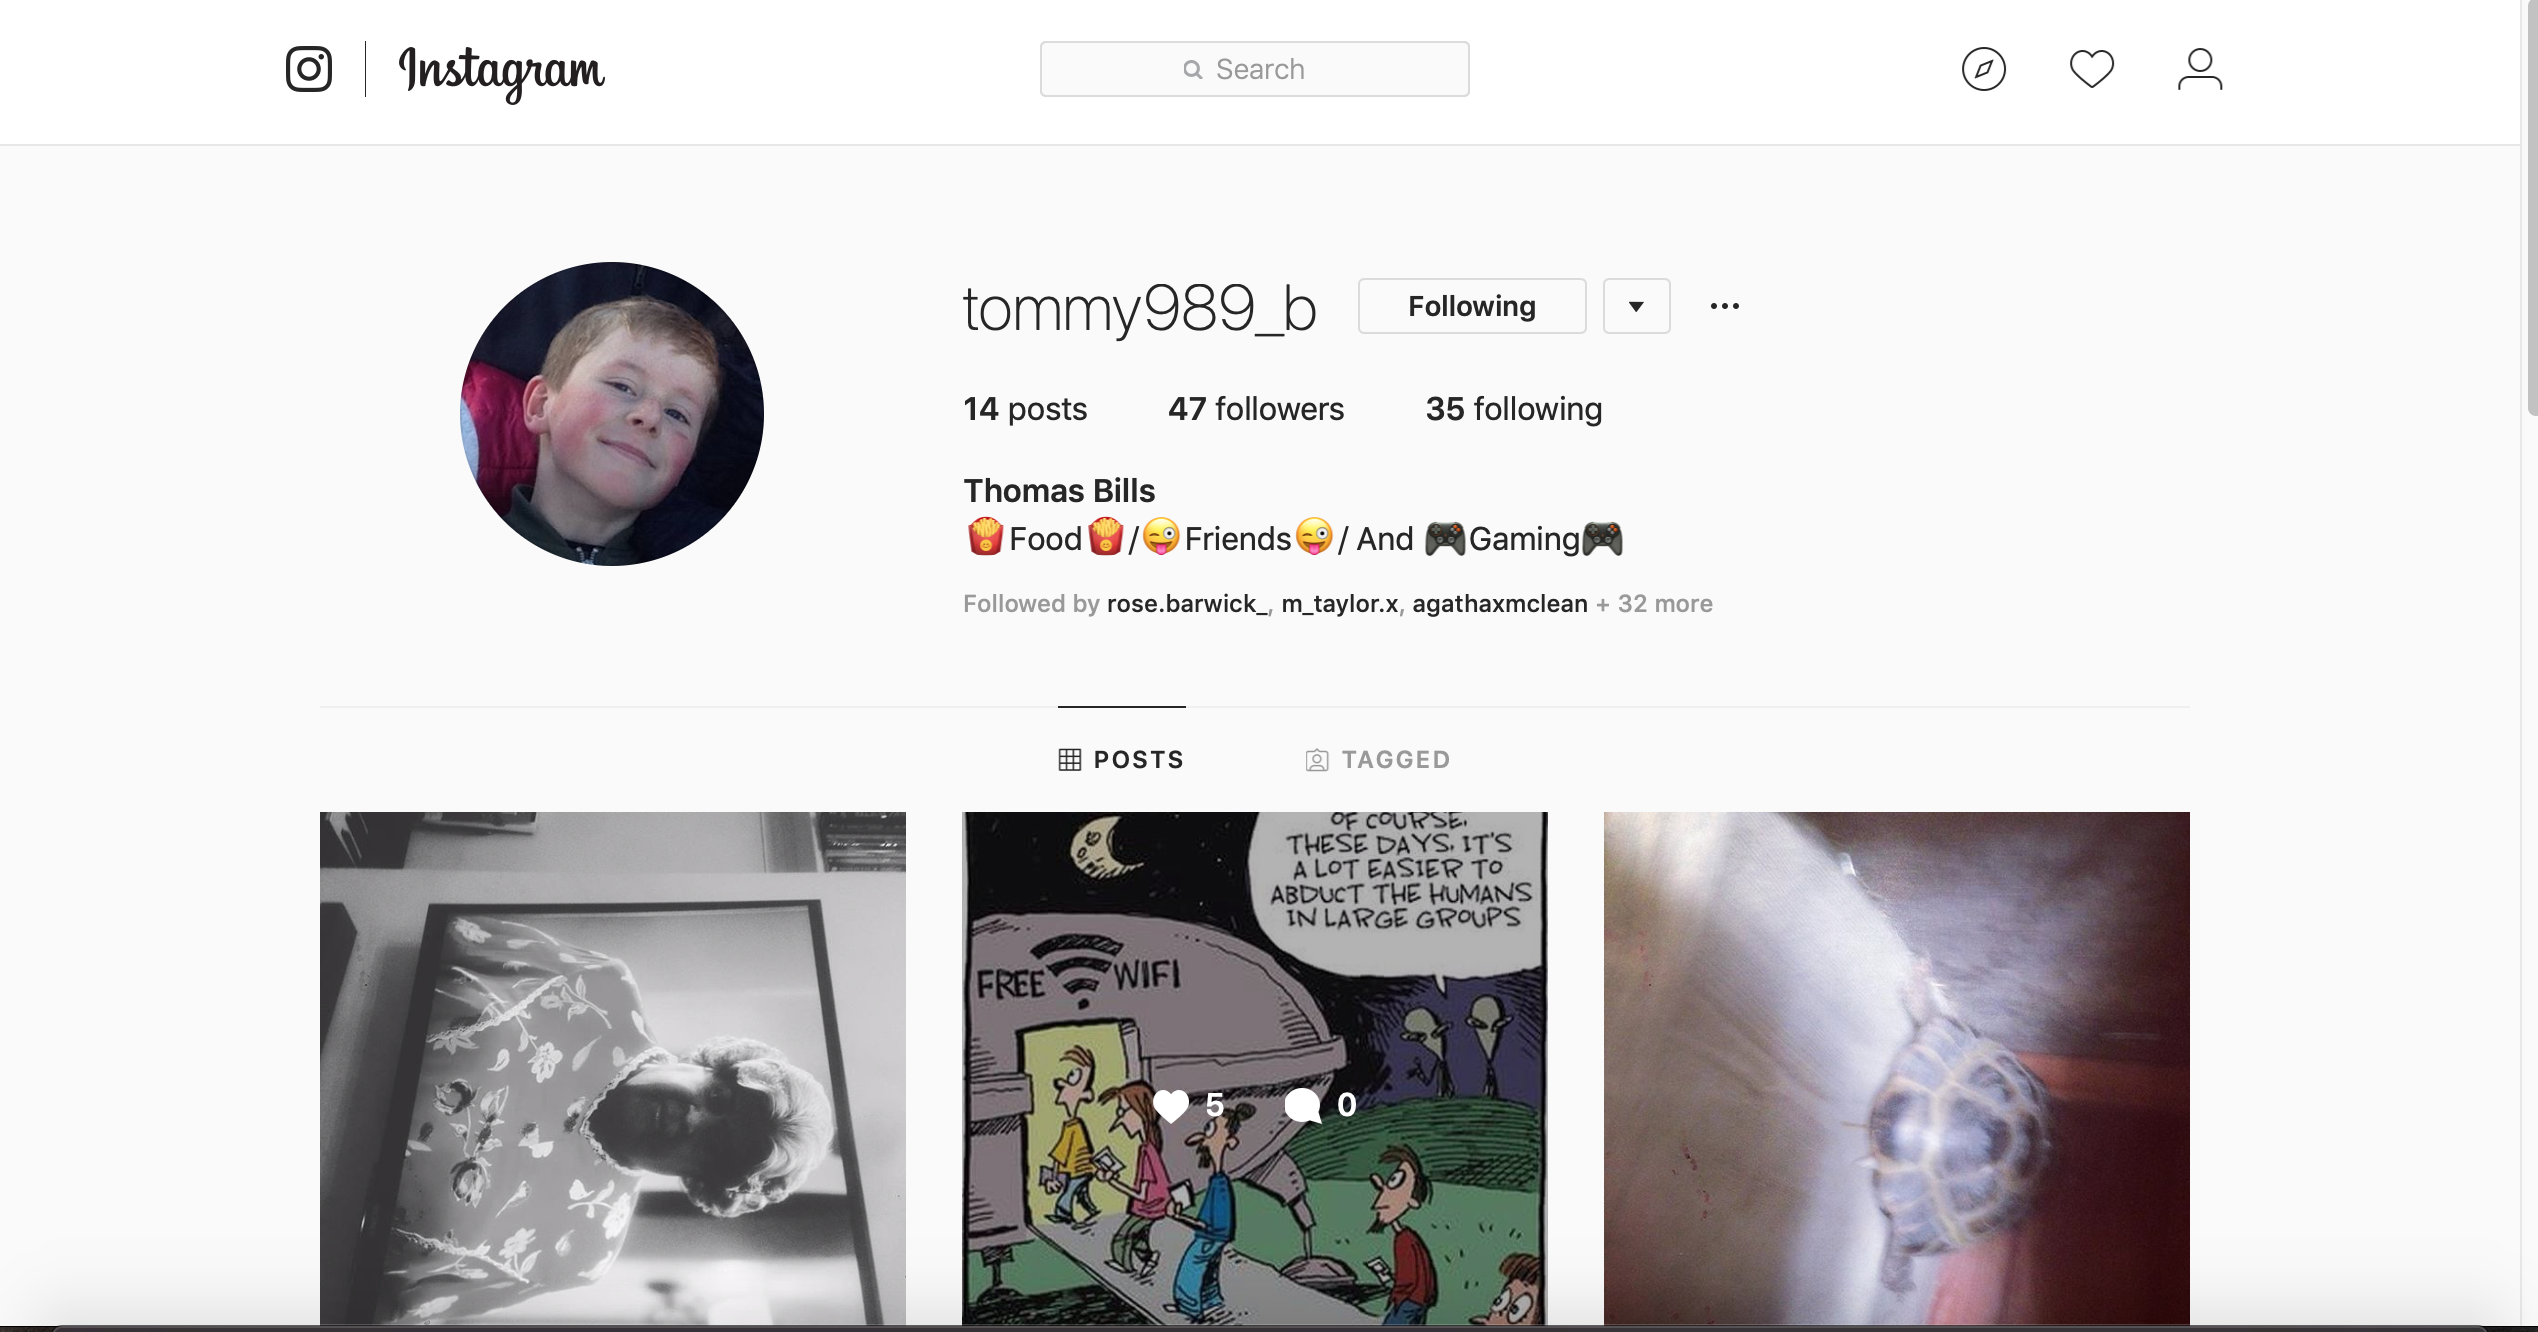 Instagram
Search
tommy989_b Following
14 posts 47 followers 35 following
Thomas Bills
🍟Food🍟/😜Friends😜/ And 🎮Gaming🎮
Followed by rose.barwick_, m_taylor.x, agathaxmclean + 32 more
POSTS TAGGED
OF COURSE,
THESE DAYS, IT'S
A LOT EASIER TO
ABDUCT THE HUMANS
IN LARGE GROUPS
FREE WIFI
5 0